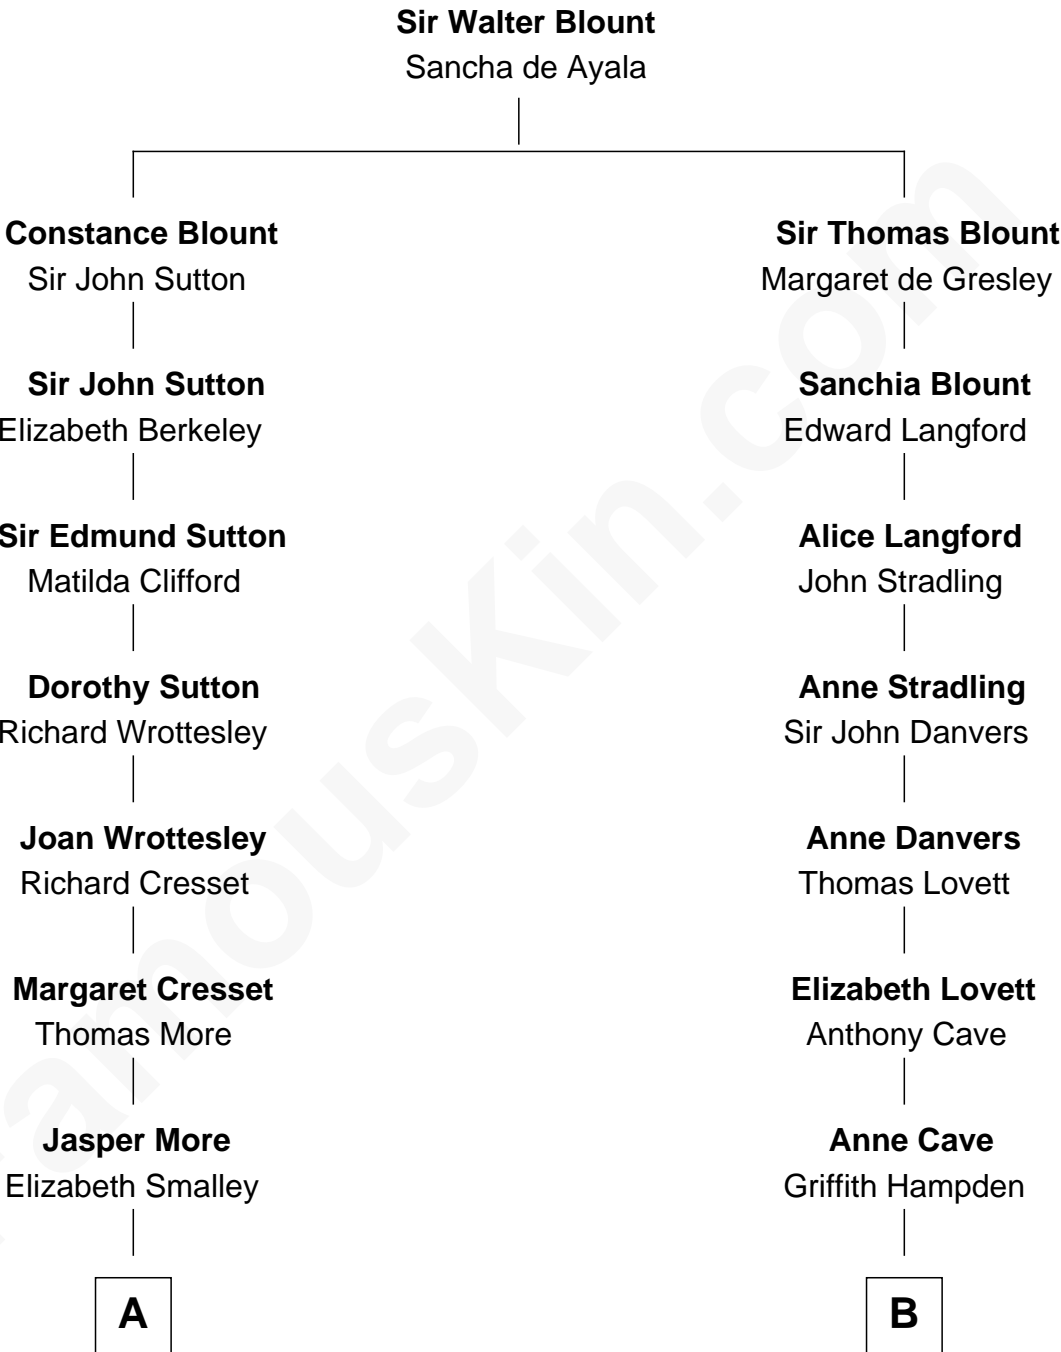 Sir Walter Blount
Sancha de Ayala
Constance Blount
Sir John Sutton
Sir Thomas Blount
Margaret de Gresley
Sir John Sutton
Elizabeth Berkeley
Sanchia Blount
Edward Langford
Sir Edmund Sutton
Matilda Clifford
Alice Langford
John Stradling
Dorothy Sutton
Richard Wrottesley
Anne Stradling
Sir John Danvers
Joan Wrottesley
Richard Cresset
Anne Danvers
Thomas Lovett
Margaret Cresset
Thomas More
Elizabeth Lovett
Anthony Cave
Jasper More
Elizabeth Smalley
Anne Cave
Griffith Hampden
A
B
FamousKin.com